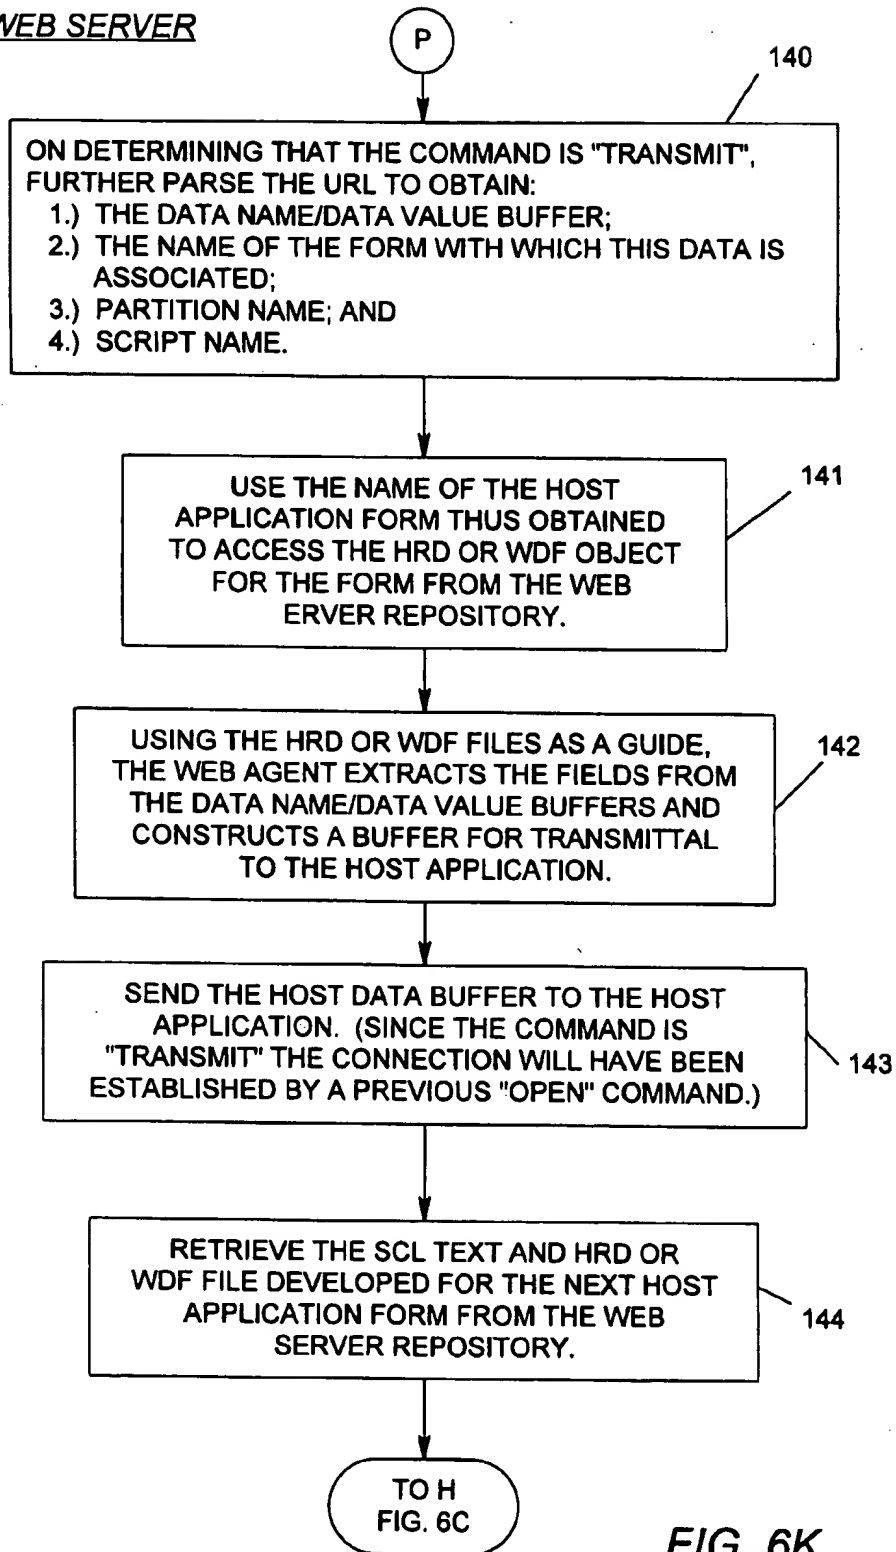 WEB SERVER
P
140
ON DETERMINING THAT THE COMMAND IS "TRANSMIT",
FURTHER PARSE THE URL TO OBTAIN:
1.) THE DATA NAME/DATA VALUE BUFFER;
2.) THE NAME OF THE FORM WITH WHICH THIS DATA IS
ASSOCIATED;
3.) PARTITION NAME; AND
4.) SCRIPT NAME.
141
USE THE NAME OF THE HOST
APPLICATION FORM THUS OBTAINED
TO ACCESS THE HRD OR WDF OBJECT
FOR THE FORM FROM THE WEB
ERVER REPOSITORY.
142
USING THE HRD OR WDF FILES AS A GUIDE,
THE WEB AGENT EXTRACTS THE FIELDS FROM
THE DATA NAME/DATA VALUE BUFFERS AND
CONSTRUCTS A BUFFER FOR TRANSMITTAL
TO THE HOST APPLICATION.
SEND THE HOST DATA BUFFER TO THE HOST
APPLICATION. (SINCE THE COMMAND IS
"TRANSMIT" THE CONNECTION WILL HAVE BEEN
ESTABLISHED BY A PREVIOUS "OPEN" COMMAND.)
143
RETRIEVE THE SCL TEXT AND HRD OR
WDF FILE DEVELOPED FOR THE NEXT HOST
APPLICATION FORM FROM THE WEB
SERVER REPOSITORY.
144
TO H
FIG. 6C
FIG. 6K